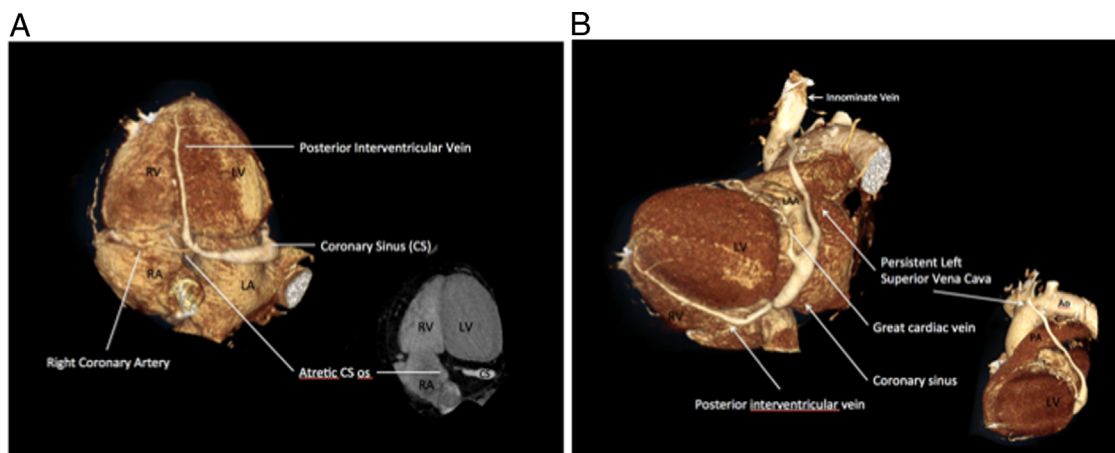 A
Posterior Interventricular Vein
RV
LV
Coronary Sinus (CS)
RA
LA
Right Coronary Artery
Atretic CS os
RV
LV
CS
RA
B
Innominate Vein
LAA
LV
Persistent Left
Superior Vena Cava
RV
Great cardiac vein
Coronary sinus
Posterior interventricular vein
Ao
PA
LV